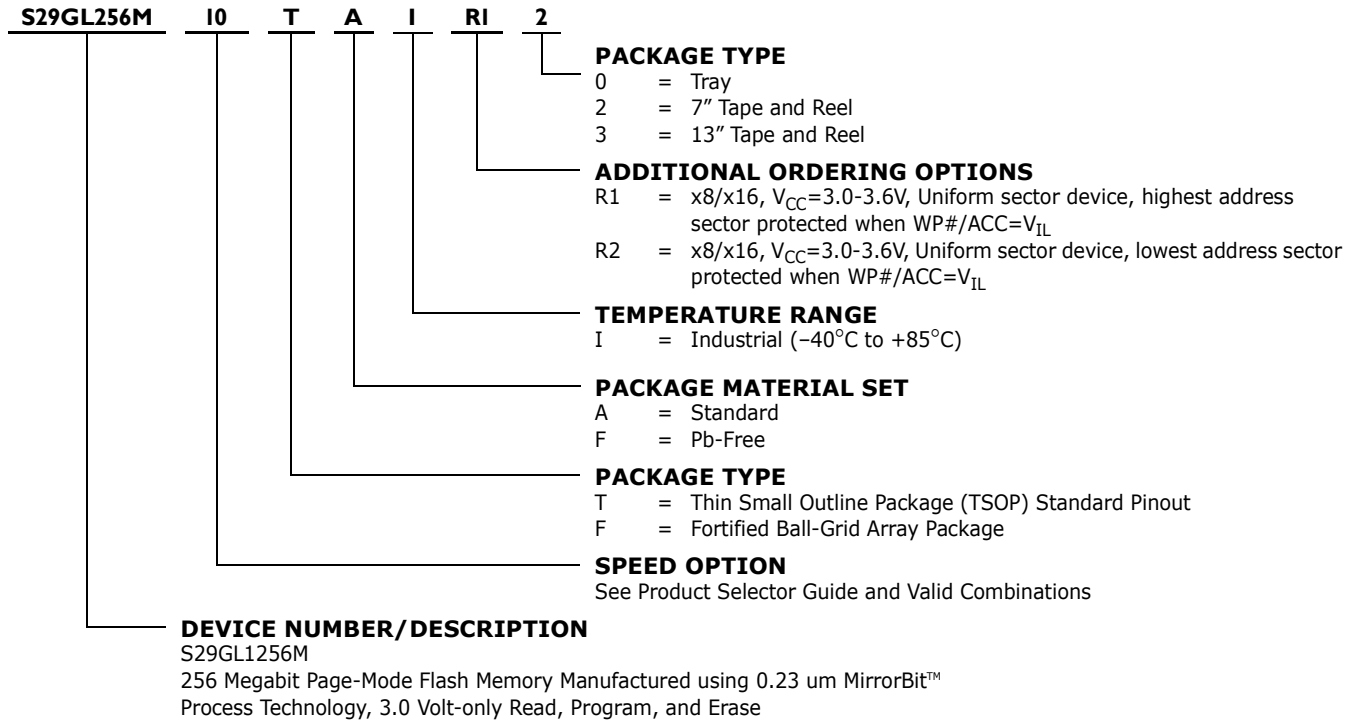 S29GL256M 10 T A I R1 2
PACKAGE TYPE
0 = Tray
2 = 7” Tape and Reel
3 = 13” Tape and Reel
ADDITIONAL ORDERING OPTIONS
R1 = x8/x16, VCC=3.0-3.6V, Uniform sector device, highest address
sector protected when WP#/ACC=VIL
R2 = x8/x16, VCC=3.0-3.6V, Uniform sector device, lowest address sector
protected when WP#/ACC=VIL
TEMPERATURE RANGE
I = Industrial (–40°C to +85°C)
PACKAGE MATERIAL SET
A = Standard
F = Pb-Free
PACKAGE TYPE
T = Thin Small Outline Package (TSOP) Standard Pinout
F = Fortified Ball-Grid Array Package
SPEED OPTION
See Product Selector Guide and Valid Combinations
DEVICE NUMBER/DESCRIPTION
S29GL1256M
256 Megabit Page-Mode Flash Memory Manufactured using 0.23 um MirrorBit™
Process Technology, 3.0 Volt-only Read, Program, and Erase